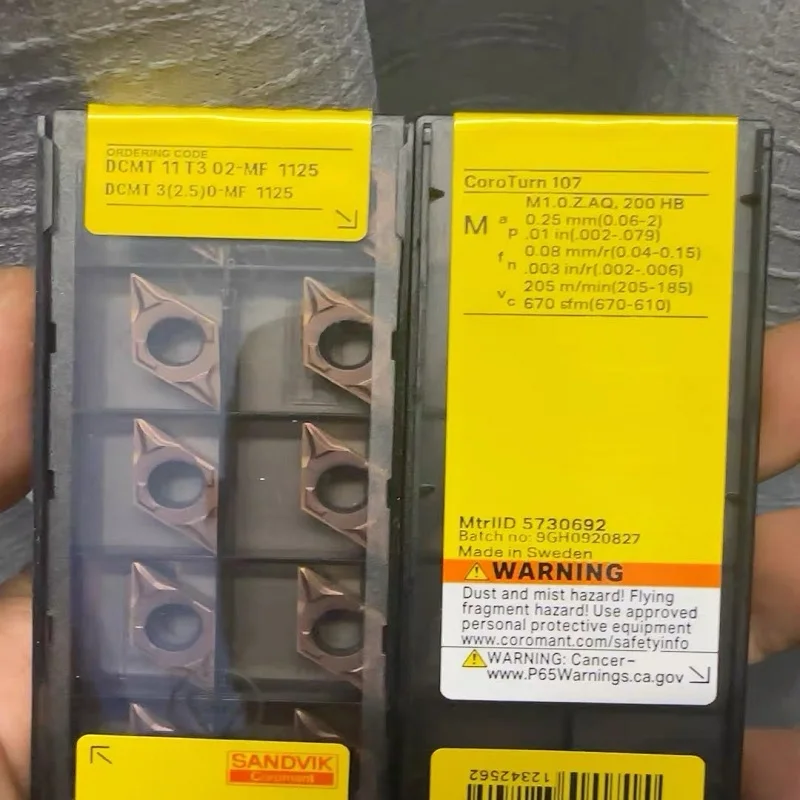 ORDERING CODE
DCMT 11 T3 02-MF 1125
DCMT 3(2.5)0-MF 1125
SANDVIK
Coromant
CoroTurn 107
M1.0.Z.AQ, 200 HB
M ap 0.25 mm(0.06-2)
.01 in(.002-.079)
fn 0.08 mm/r(0.04-0.15)
.003 in/r(.002-.006)
vc 205 m/min(205-185)
670 sfm(670-610)
MtrlID 5730692
Batch no: 9GH0920827
Made in Sweden
WARNING
Dust and mist hazard! Flying
fragment hazard! Use approved
personal protective equipment
www.coromant.com/safetyinfo
WARNING: Cancer-
www.P65Warnings.ca.gov
12342562